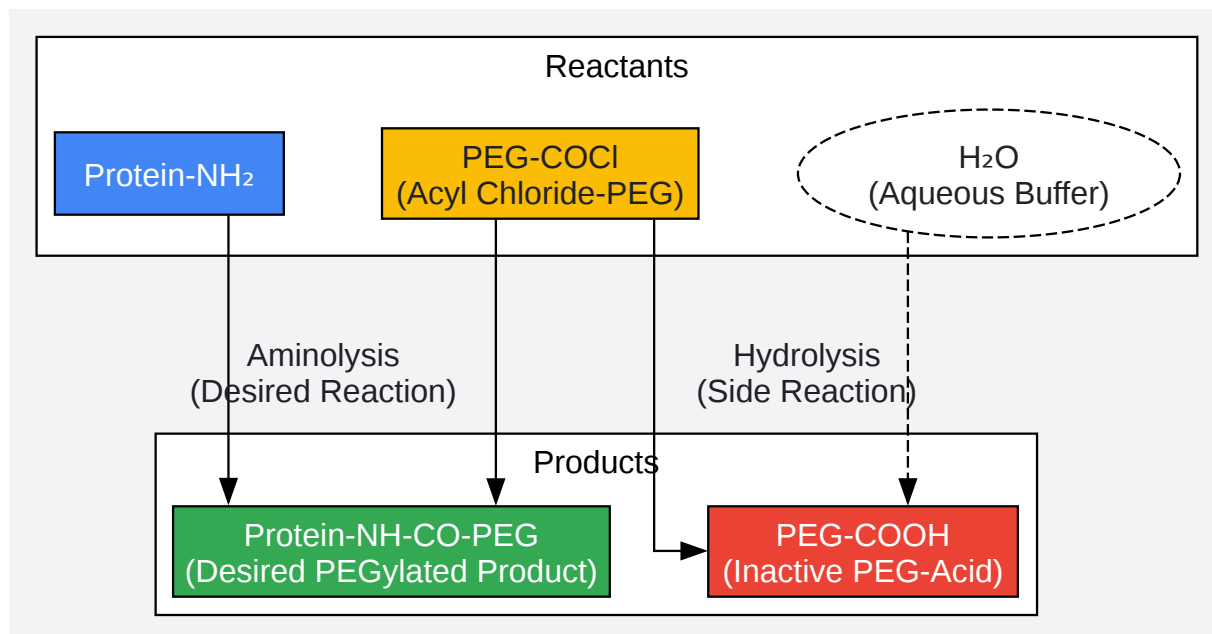 Reactants
Protein-NH₂
PEG-COCl
(Acyl Chloride-PEG)
H₂O
(Aqueous Buffer)
Aminolysis
(Desired Reaction)
Hydrolysis
(Side Reaction)
Products
Protein-NH-CO-PEG
(Desired PEGylated Product)
PEG-COOH
(Inactive PEG-Acid)